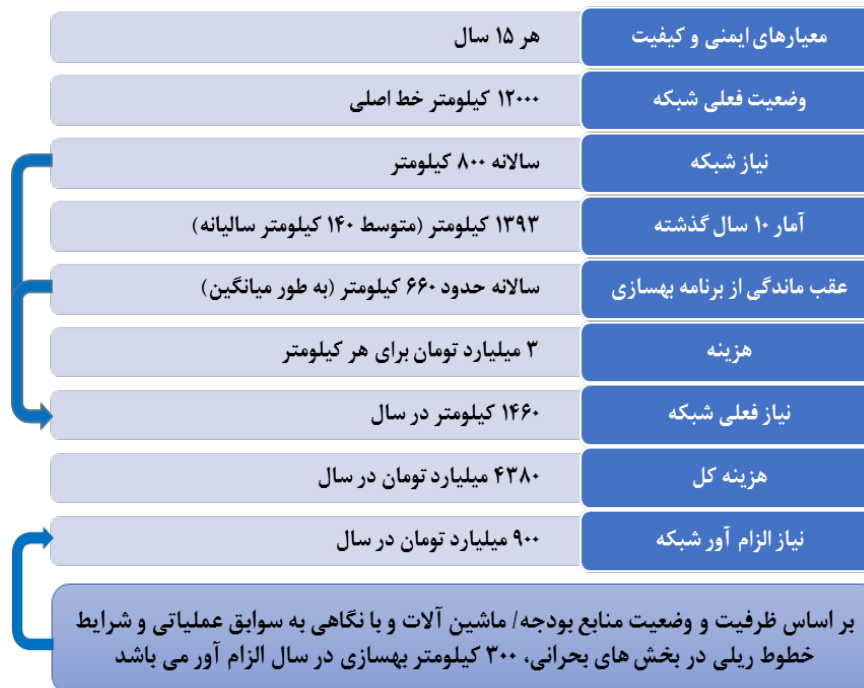 معیارهای ایمنی و کیفیت
هر ۱۵ سال
وضعیت فعلی شبکه
۱۲۰۰۰ کیلومتر خط اصلی
نیاز شبکه
سالانه ۸۰۰ کیلومتر
آمار ۱۰ سال گذشته
۱۳۹۳ کیلومتر (متوسط ۱۴۰ کیلومتر سالیانه)
عقب ماندگی از برنامه بهسازی
سالانه حدود ۶۶۰ کیلومتر (به طور میانگین)
هزینه
۳ میلیارد تومان برای هر کیلومتر
نیاز فعلی شبکه
۱۴۶۰ کیلومتر در سال
هزینه کل
۴۳۸۰ میلیارد تومان در سال
نیاز الزام آور شبکه
۹۰۰ میلیارد تومان در سال
بر اساس ظرفیت و وضعیت منابع بودجه/ ماشین آلات و با نگاهی به سوابق عملیاتی و شرایط
خطوط ریلی در بخش های بحرانی، ۳۰۰ کیلومتر بهسازی در سال الزام آور می باشد